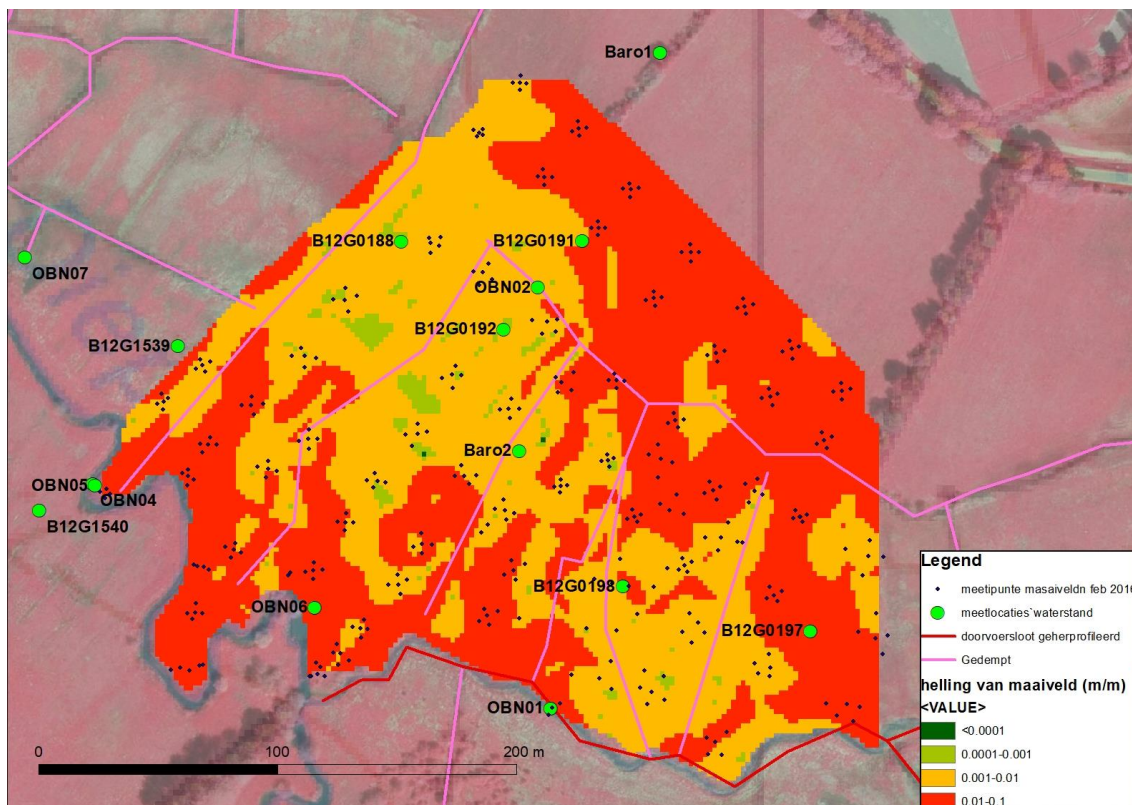 Baro1
B12G0188
B12G0191
OBN07
OBN02
B12G0192
B12G1539
Baro2
OBN05
OBN04
B12G1540
B12G0198
OBN06
B12G0197
OBN01
0 100 200 m
Legend
meetipunte masaiveldn feb 2016
meetlocaties`waterstand
doorvoersloot geherprofileerd
Gedempt
helling van maaiveld (m/m)
<VALUE>
<0.0001
0.0001-0.001
0.001-0.01
0.01-0.1